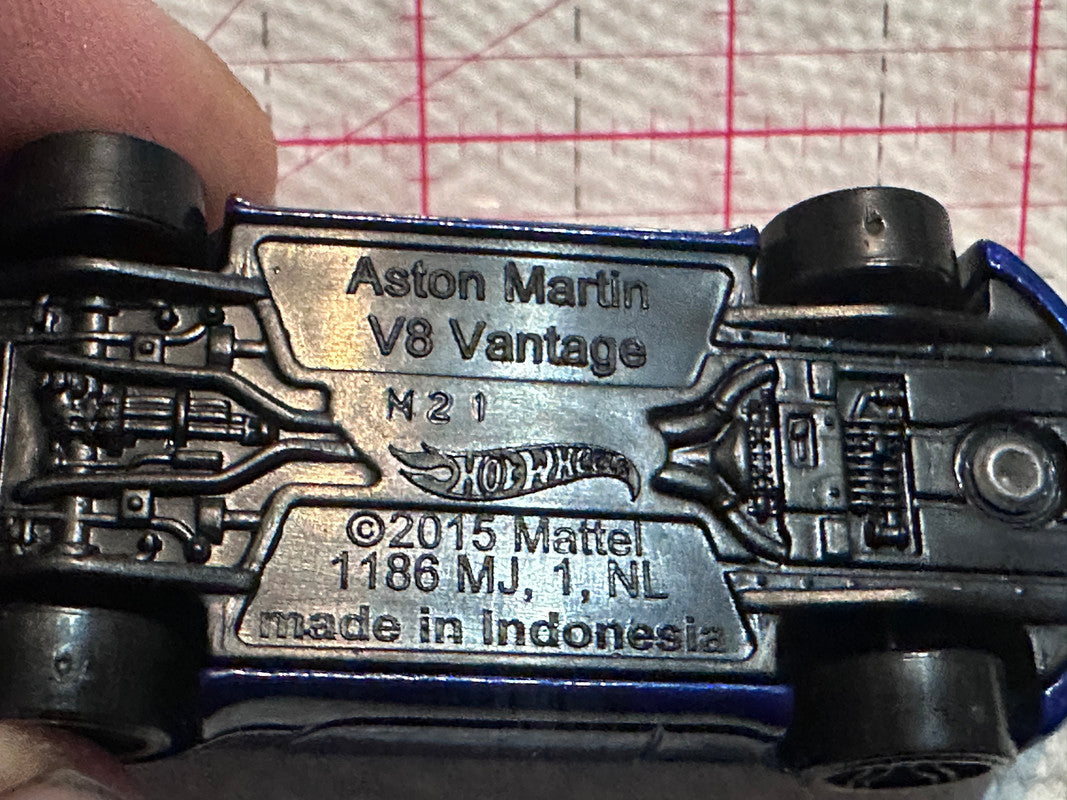 Aston Martin
V8 Vantage
M21
HOT WHEELS
©2015 Mattel
1186 MJ, 1, NL
made in Indonesia